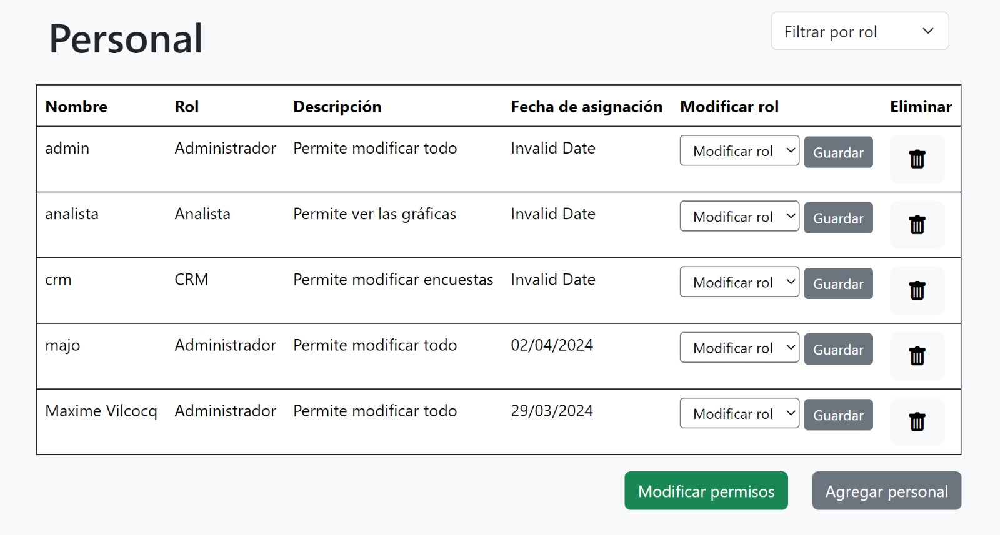 Personal
Filtrar por rol
Nombre Rol Descripción Fecha de asignación Modificar rol Eliminar
admin Administrador Permite modificar todo Invalid Date Modificar rol Guardar
analista Analista Permite ver las gráficas Invalid Date Modificar rol Guardar
crm CRM Permite modificar encuestas Invalid Date Modificar rol Guardar
majo Administrador Permite modificar todo 02/04/2024 Modificar rol Guardar
Maxime Vilcocq Administrador Permite modificar todo 29/03/2024 Modificar rol Guardar
Modificar permisos Agregar personal